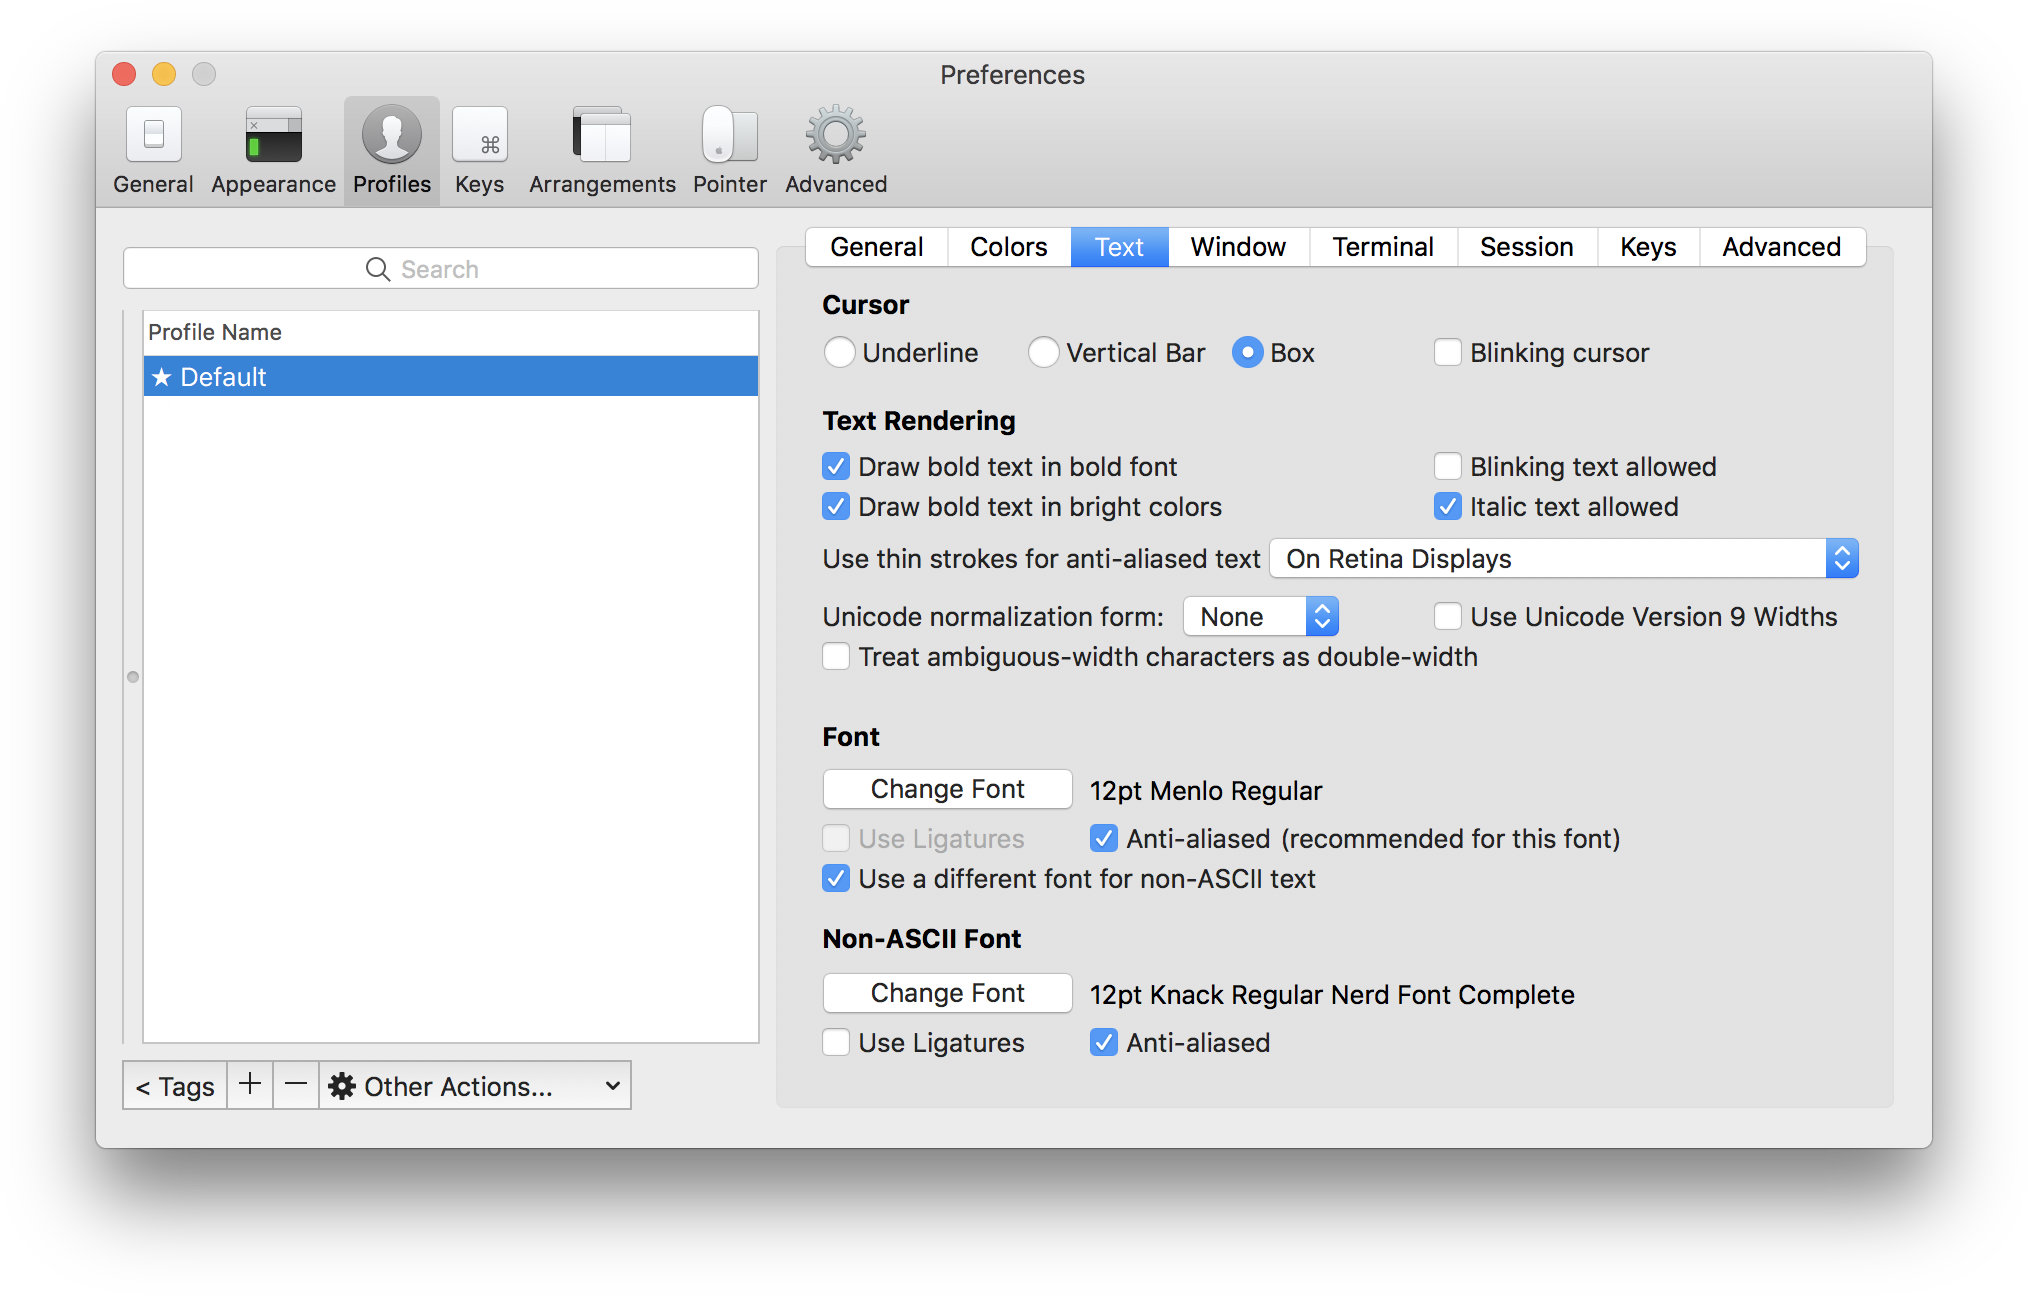 Preferences
General Appearance Profiles Keys Arrangements Pointer Advanced
Search
Profile Name
★ Default
< Tags + − Other Actions...
General Colors Text Window Terminal Session Keys Advanced
Cursor
Underline Vertical Bar Box Blinking cursor
Text Rendering
Draw bold text in bold font Blinking text allowed
Draw bold text in bright colors Italic text allowed
Use thin strokes for anti-aliased text On Retina Displays
Unicode normalization form: None Use Unicode Version 9 Widths
Treat ambiguous-width characters as double-width
Font
Change Font 12pt Menlo Regular
Use Ligatures Anti-aliased (recommended for this font)
Use a different font for non-ASCII text
Non-ASCII Font
Change Font 12pt Knack Regular Nerd Font Complete
Use Ligatures Anti-aliased